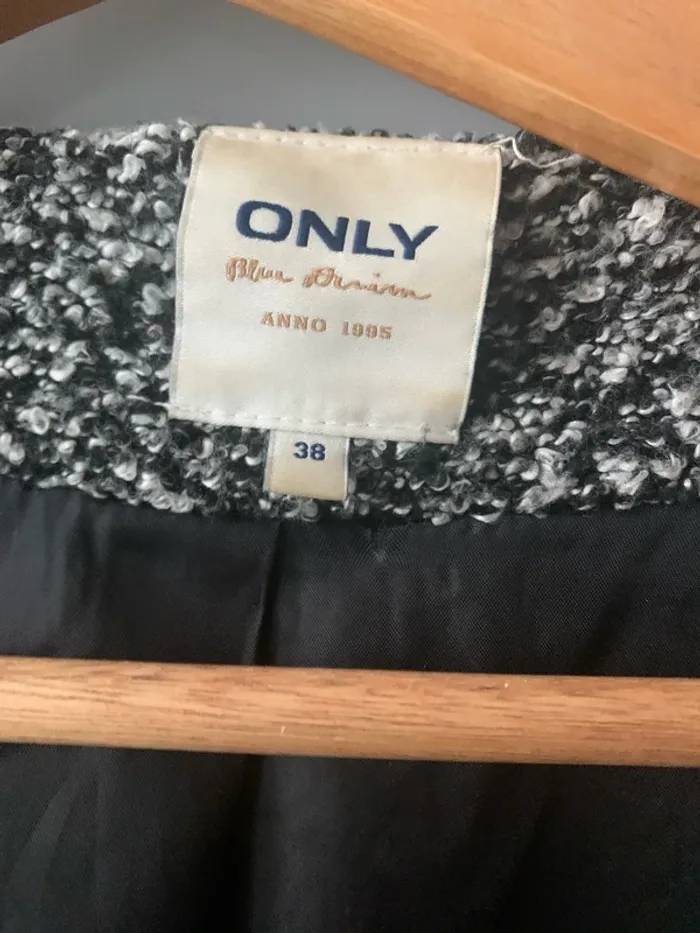 ONLY
Blue Denim
ANNO 1995
38